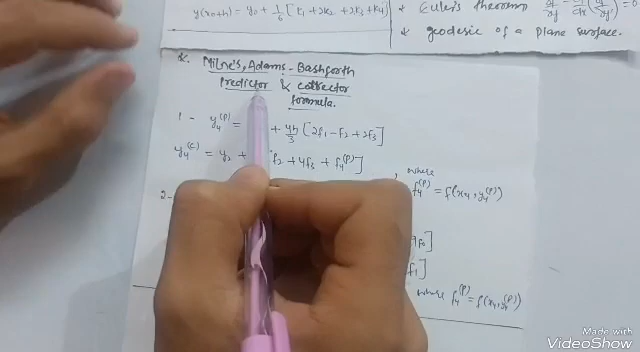 y(x₀+h) = y₀ + 1/6 [K₁ + 2K₂ + 2K₃ + K₄]
* Euler's theorem
* geodesic of a plane surface.
*. Milne's, Adams-Bashforth
Predictor & corrector
formula.
1 - y₄⁽ᵖ⁾ = + 4h/3 [2f₁ - f₂ + 2f₃]
y₄⁽ᶜ⁾ = y₂ + f₂ + 4f₃ + f₄⁽ᵖ⁾]
, where
f₄⁽ᵖ⁾ = f(x₄, y₄⁽ᵖ⁾)
2-
f₀]
f₁]
where f₄⁽ᵖ⁾ = f(x₄, y₄⁽ᵖ⁾)
Made with
VideoShow